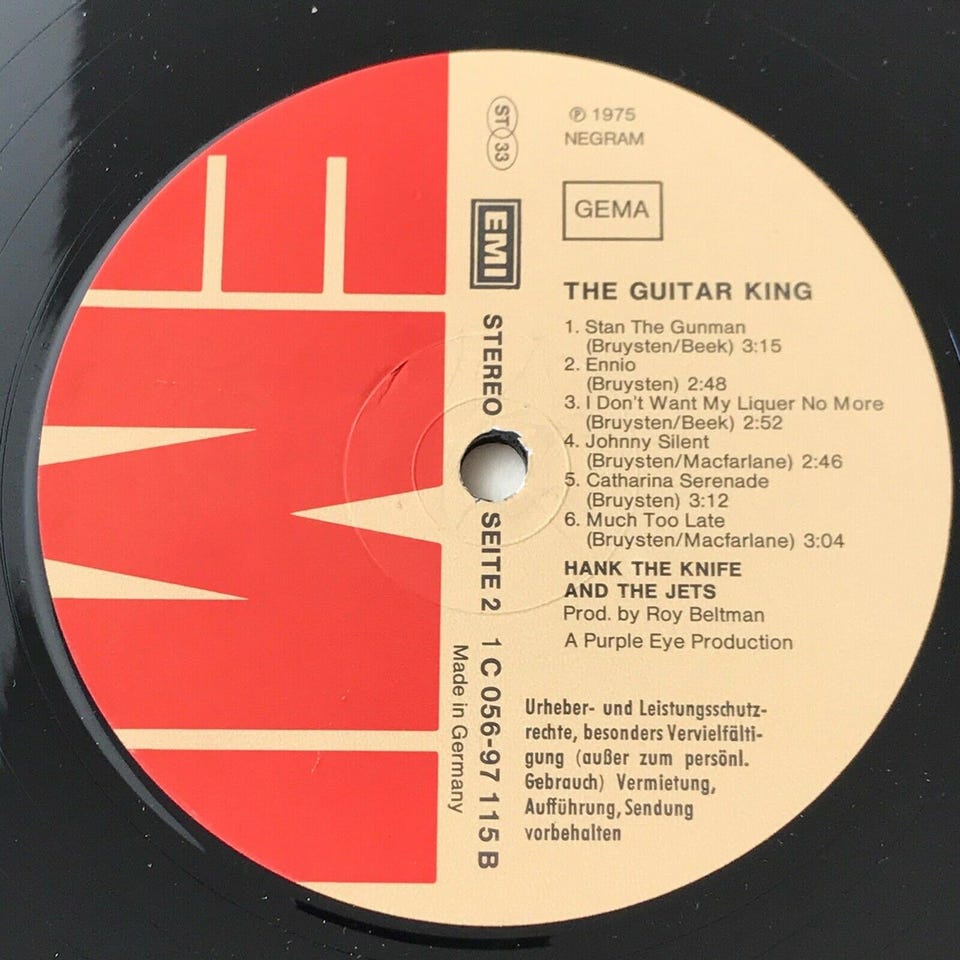 ST 33
EMI
STEREO SEITE 2 1 C 056-97 115 B
Made in Germany
℗ 1975
NEGRAM
GEMA
THE GUITAR KING
1. Stan The Gunman
(Bruysten/Beek) 3:15
2. Ennio
(Bruysten) 2:48
3. I Don't Want My Liquer No More
(Bruysten/Beek) 2:52
4. Johnny Silent
(Bruysten/Macfarlane) 2:46
5. Catharina Serenade
(Bruysten) 3:12
6. Much Too Late
(Bruysten/Macfarlane) 3:04
HANK THE KNIFE
AND THE JETS
Prod. by Roy Beltman
A Purple Eye Production
Urheber- und Leistungsschutz-
rechte, besonders Vervielfälti-
gung (außer zum persönl.
Gebrauch) Vermietung,
Aufführung, Sendung
vorbehalten
EMI